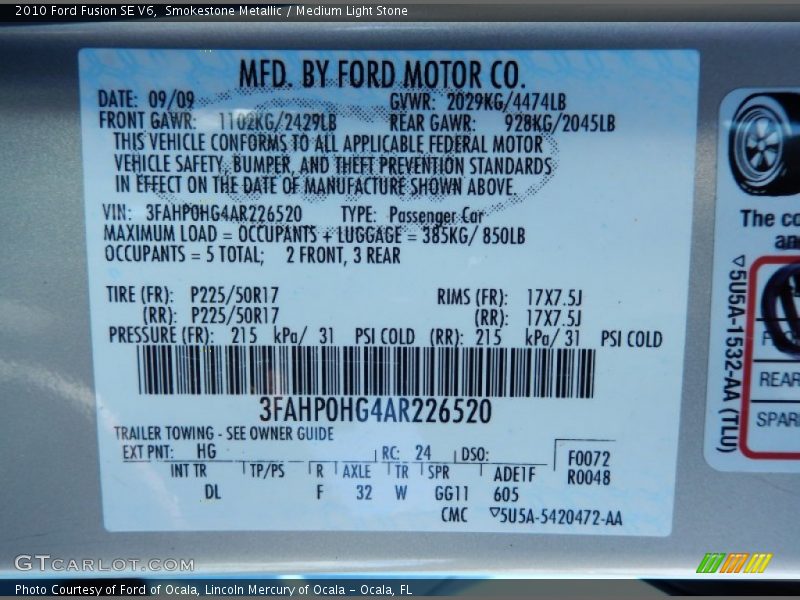 2010 Ford Fusion SE V6, Smokestone Metallic / Medium Light Stone
MFD. BY FORD MOTOR CO.
DATE: 09/09 GVWR: 2029KG/4474LB
FRONT GAWR: 1102KG/2429LB REAR GAWR: 928KG/2045LB
THIS VEHICLE CONFORMS TO ALL APPLICABLE FEDERAL MOTOR
VEHICLE SAFETY, BUMPER, AND THEFT PREVENTION STANDARDS
IN EFFECT ON THE DATE OF MANUFACTURE SHOWN ABOVE.
VIN: 3FAHP0HG4AR226520 TYPE: Passenger Car
MAXIMUM LOAD = OCCUPANTS + LUGGAGE = 385KG/ 850LB
OCCUPANTS = 5 TOTAL; 2 FRONT, 3 REAR
TIRE (FR): P225/50R17 RIMS (FR): 17X7.5J
(RR): P225/50R17 (RR): 17X7.5J
PRESSURE (FR): 215 kPa/ 31 PSI COLD (RR): 215 kPa/ 31 PSI COLD
3FAHP0HG4AR226520
TRAILER TOWING - SEE OWNER GUIDE
EXT PNT: HG RC: 24 DSO: F0072
INT TR TP/PS R AXLE TR SPR ADE1F R0048
DL F 32 W GG11 605
CMC ▽5U5A-5420472-AA
The co
an
▽5U5A-1532-AA (TLU)
REAR
SPAR
GTCARLOT.COM
Photo Courtesy of Ford of Ocala, Lincoln Mercury of Ocala - Ocala, FL